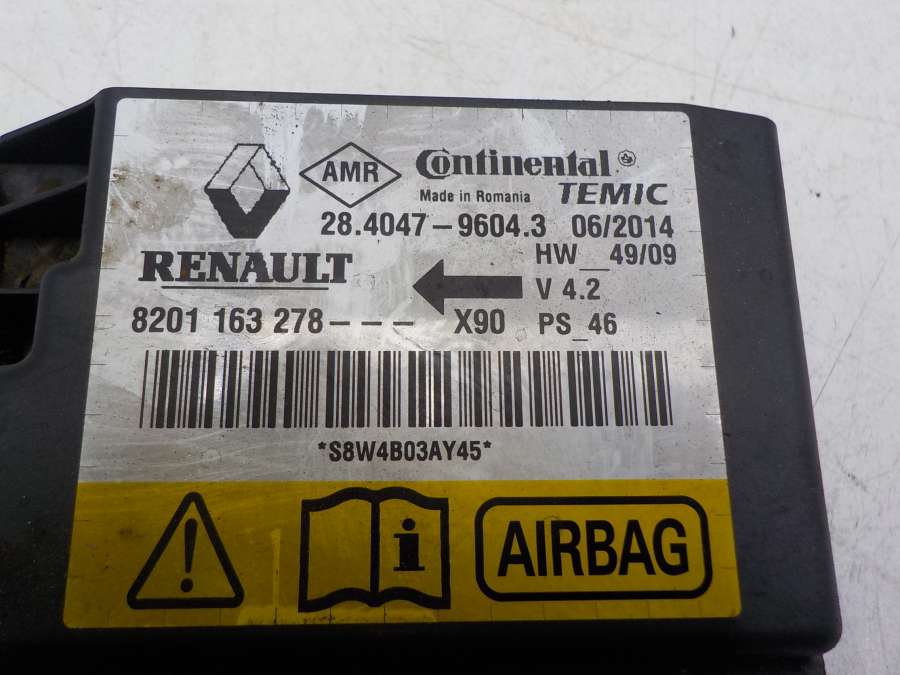 AMR Continental
Made in Romania TEMIC
28.4047-9604.3 06/2014
HW__49/09
RENAULT
V 4.2
8201 163 278--- X90 PS_46
*S8W4B03AY45*
i
AIRBAG